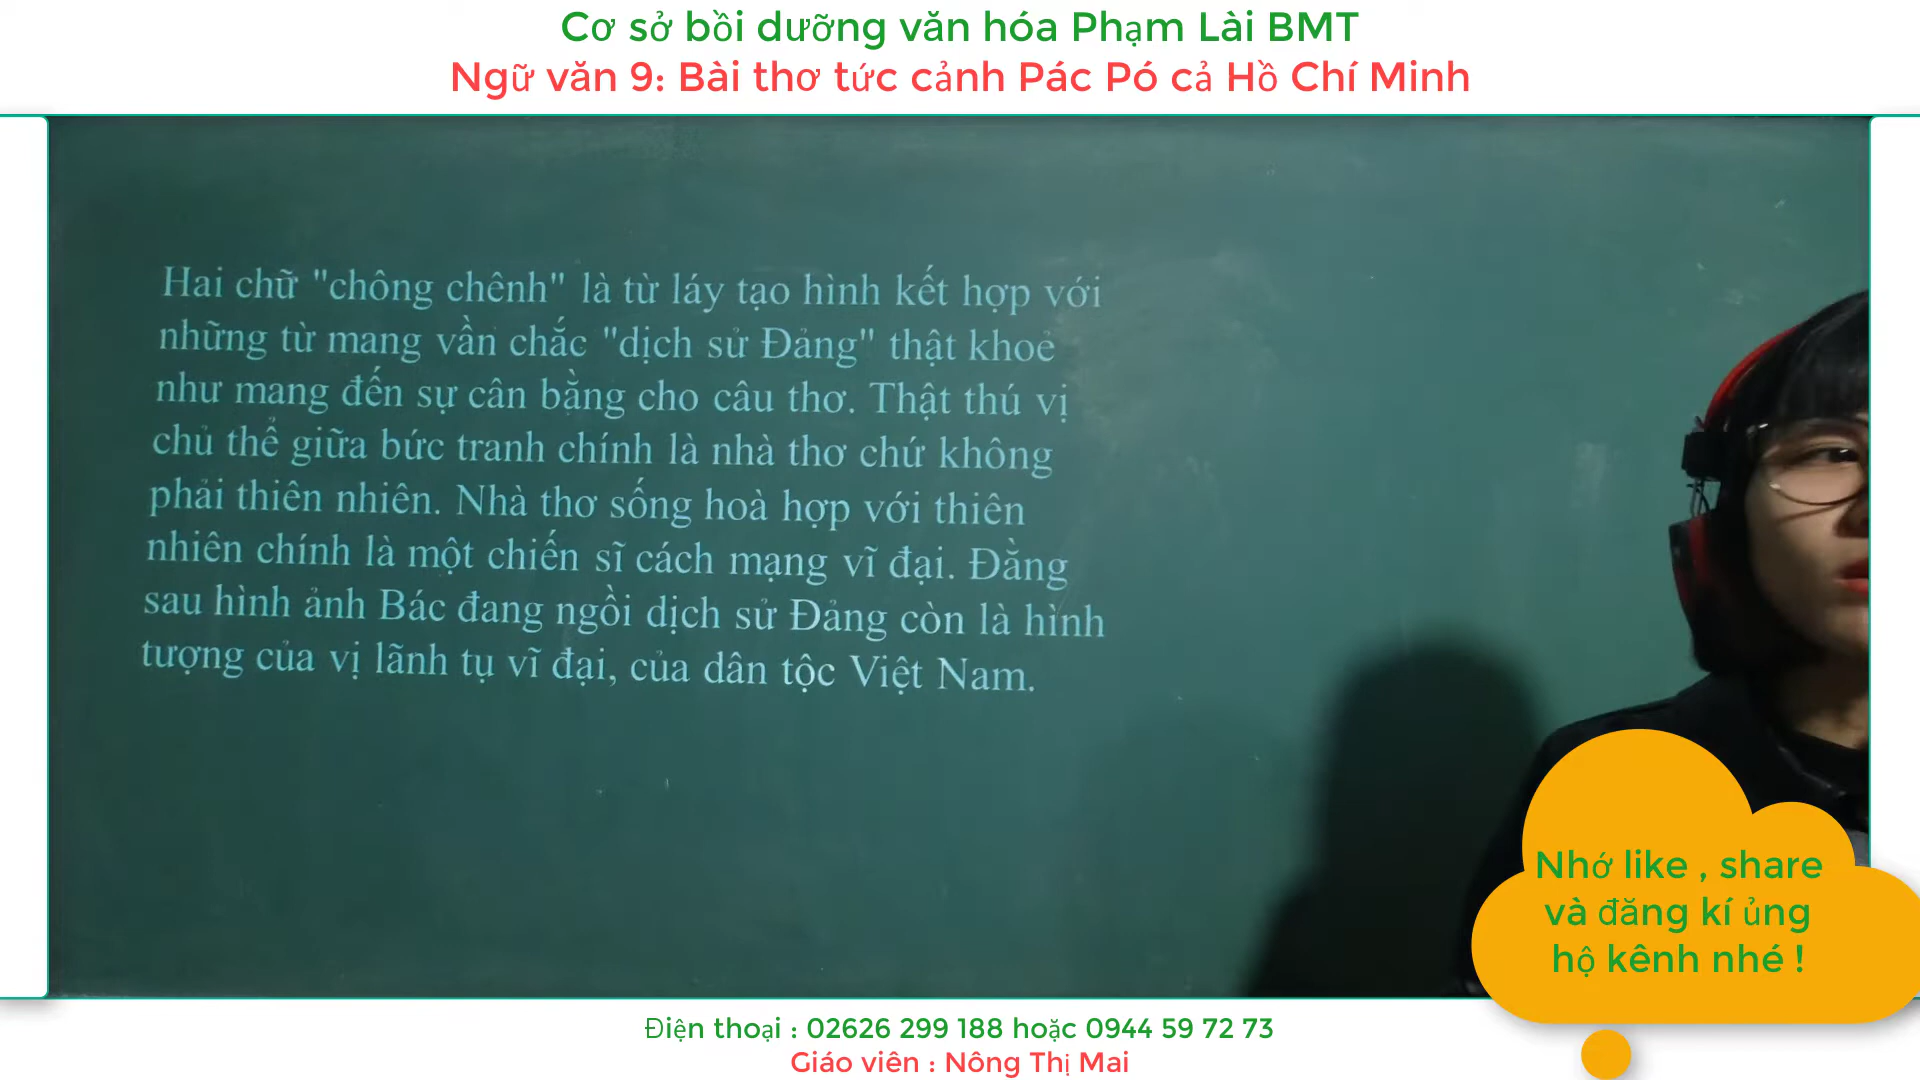 Cơ sở bồi dưỡng văn hóa Phạm Lài BMT
Ngữ văn 9: Bài thơ tức cảnh Pác Pó cả Hồ Chí Minh
Hai chữ "chông chênh" là từ láy tạo hình kết hợp với
những từ mang vần chắc "dịch sử Đảng" thật khoẻ
như mang đến sự cân bằng cho câu thơ. Thật thú vị
chủ thể giữa bức tranh chính là nhà thơ chứ không
phải thiên nhiên. Nhà thơ sống hoà hợp với thiên
nhiên chính là một chiến sĩ cách mạng vĩ đại. Đằng
sau hình ảnh Bác đang ngồi dịch sử Đảng còn là hình
tượng của vị lãnh tụ vĩ đại, của dân tộc Việt Nam.
Nhớ like , share
và đăng kí ủng
hộ kênh nhé !
Điện thoại : 02626 299 188 hoặc 0944 59 72 73
Giáo viên : Nông Thị Mai